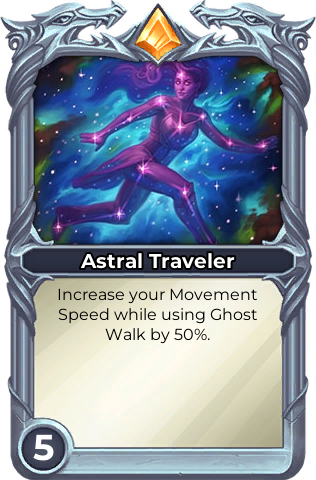 Astral Traveler
Increase your Movement
Speed while using Ghost
Walk by 50%.
5